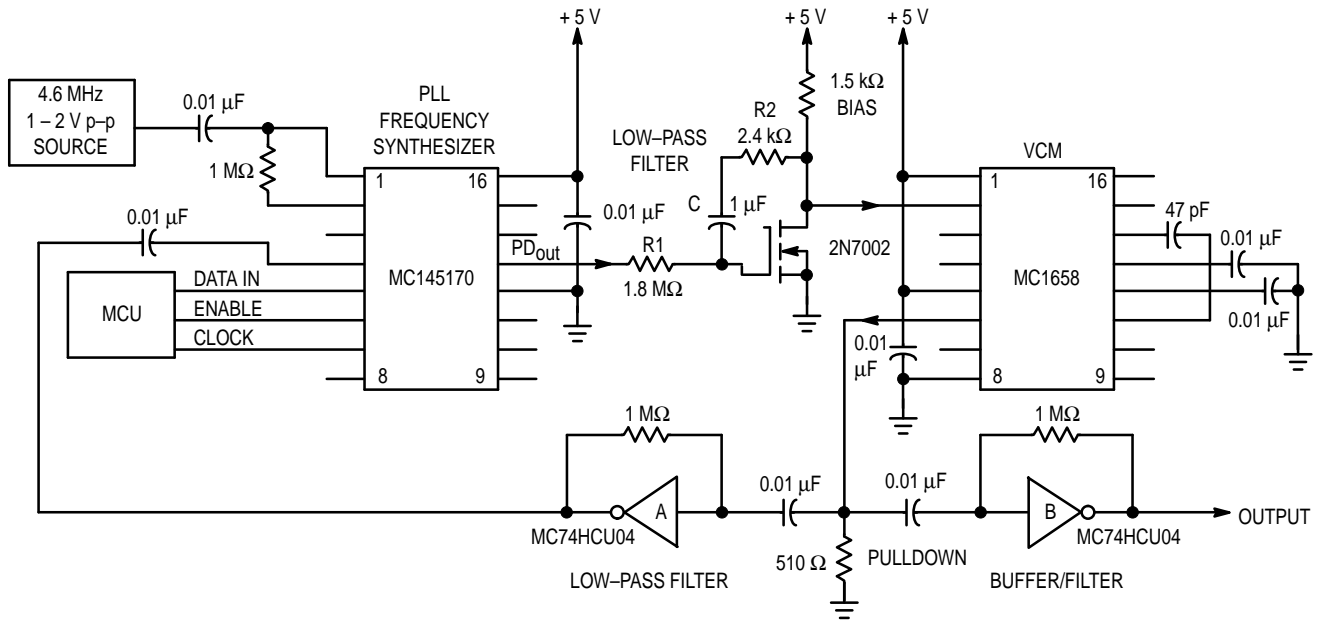 + 5 V
+ 5 V
+ 5 V
4.6 MHz
1 – 2 V p–p
SOURCE
0.01 µF
1 MΩ
PLL
FREQUENCY
SYNTHESIZER
1
16
8
9
MC145170
0.01 µF
MCU
DATA IN
ENABLE
CLOCK
0.01 µF
PDout
R1
1.8 MΩ
LOW–PASS
FILTER
R2
2.4 kΩ
C
1 µF
1.5 kΩ
BIAS
2N7002
VCM
1
16
8
9
MC1658
47 pF
0.01 µF
0.01 µF
0.01
µF
1 MΩ
A
MC74HCU04
LOW–PASS FILTER
0.01 µF
510 Ω
PULLDOWN
0.01 µF
1 MΩ
B
MC74HCU04
BUFFER/FILTER
OUTPUT